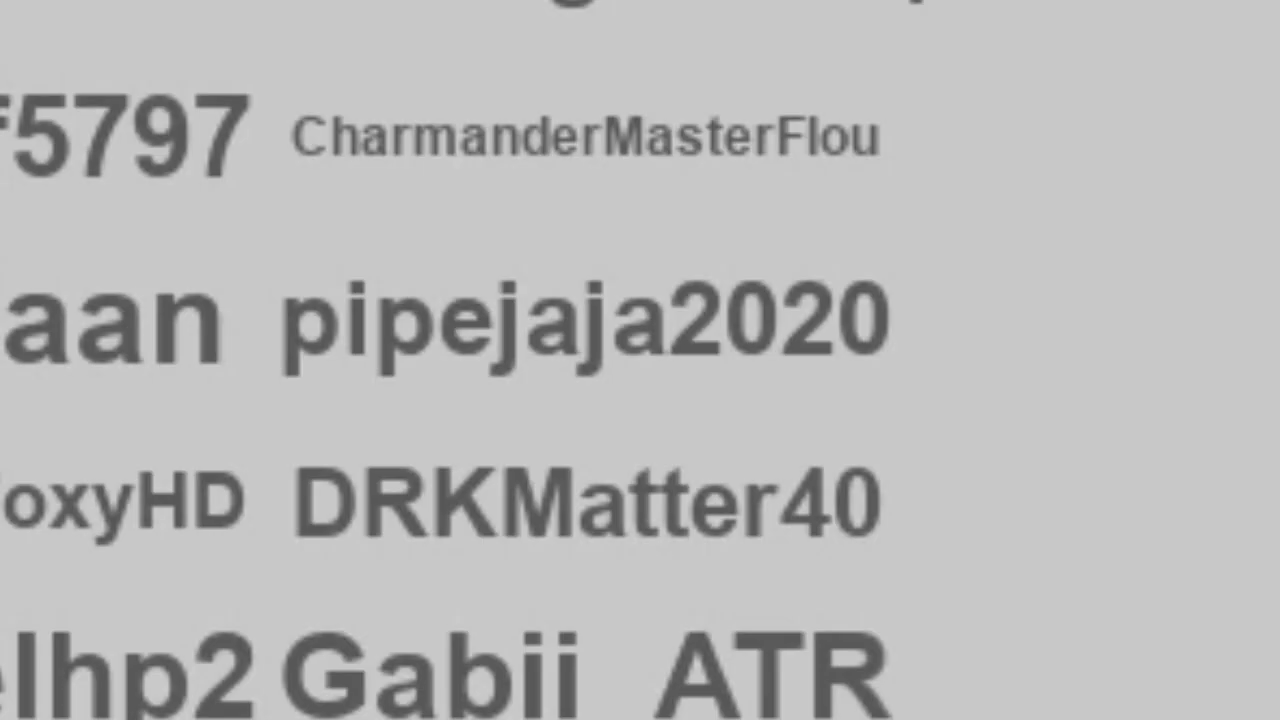 f5797 CharmanderMasterFlou
aan pipejaja2020
oxyHD DRKMatter40
elhp2 Gabii ATR